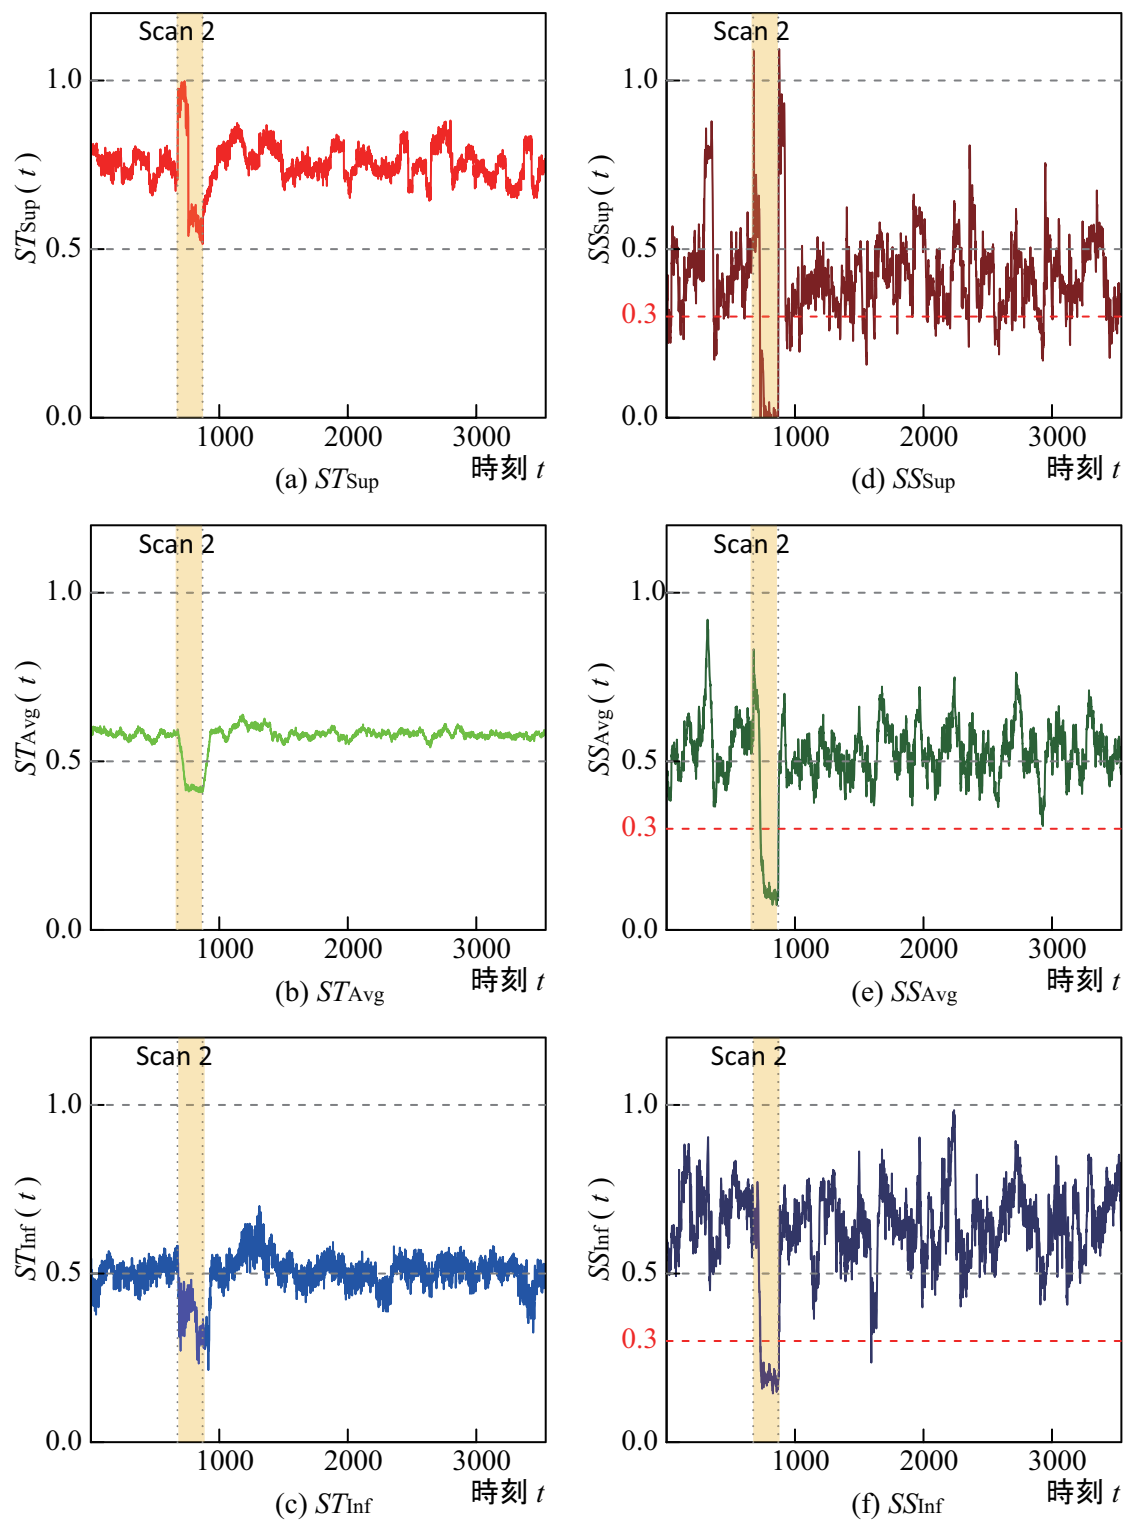 Scan 2
1.0
0.5
0.0
STSup ( t )
1000 2000 3000
時刻 t
(a) STSup
Scan 2
1.0
0.5
0.3
0.0
SSSup ( t )
1000 2000 3000
時刻 t
(d) SSSup
Scan 2
1.0
0.5
0.0
STAvg ( t )
1000 2000 3000
時刻 t
(b) STAvg
Scan 2
1.0
0.5
0.3
0.0
SSAvg ( t )
1000 2000 3000
時刻 t
(e) SSAvg
Scan 2
1.0
0.5
0.0
STInf ( t )
1000 2000 3000
時刻 t
(c) STInf
Scan 2
1.0
0.5
0.3
0.0
SSInf ( t )
1000 2000 3000
時刻 t
(f) SSInf